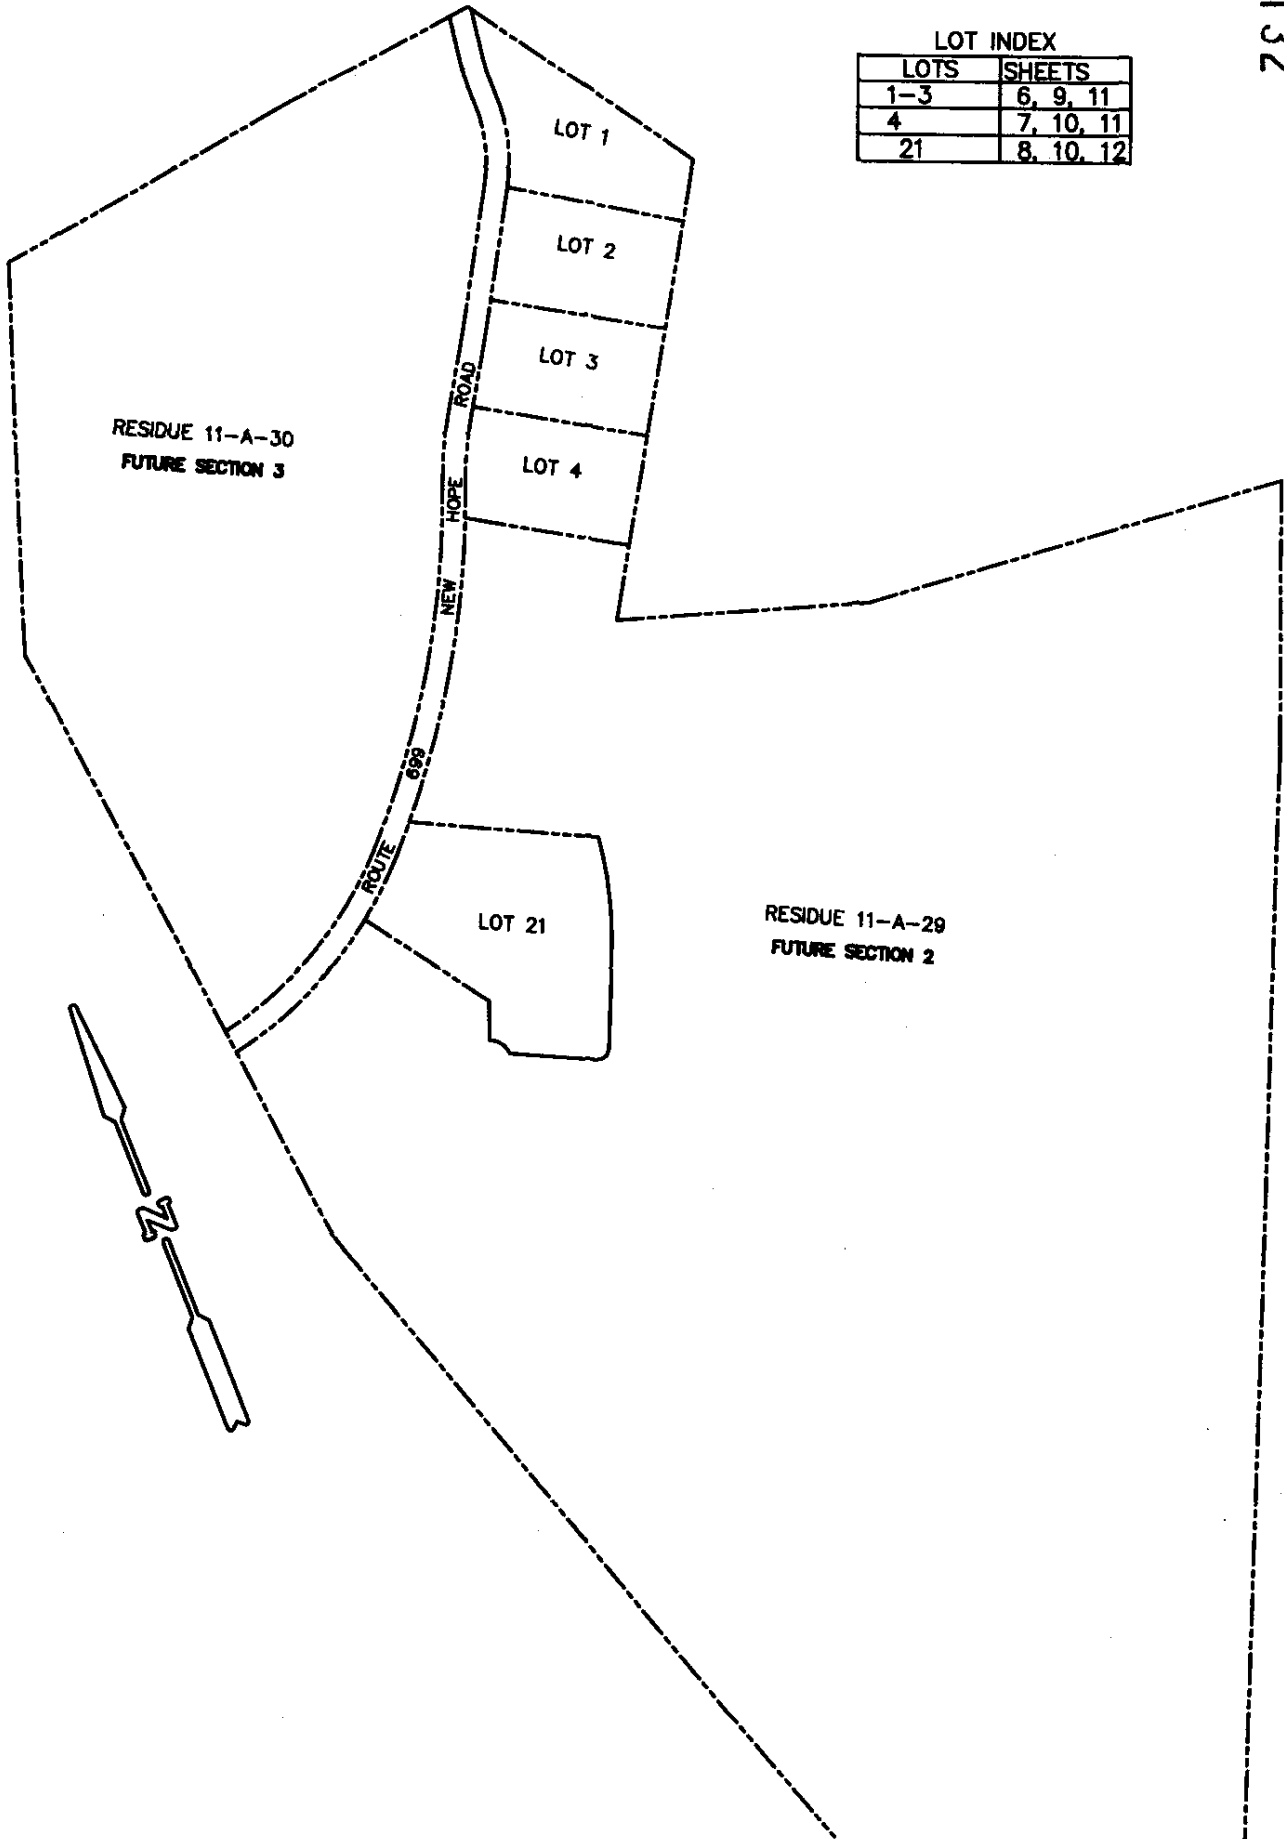 132
LOT INDEX
LOTS SHEETS
1-3 6, 9, 11
4 7, 10, 11
21 8, 10, 12
LOT 1
LOT 2
LOT 3
LOT 4
RESIDUE 11-A-30
FUTURE SECTION 3
ROUTE 699 NEW HOPE ROAD
LOT 21
RESIDUE 11-A-29
FUTURE SECTION 2
N